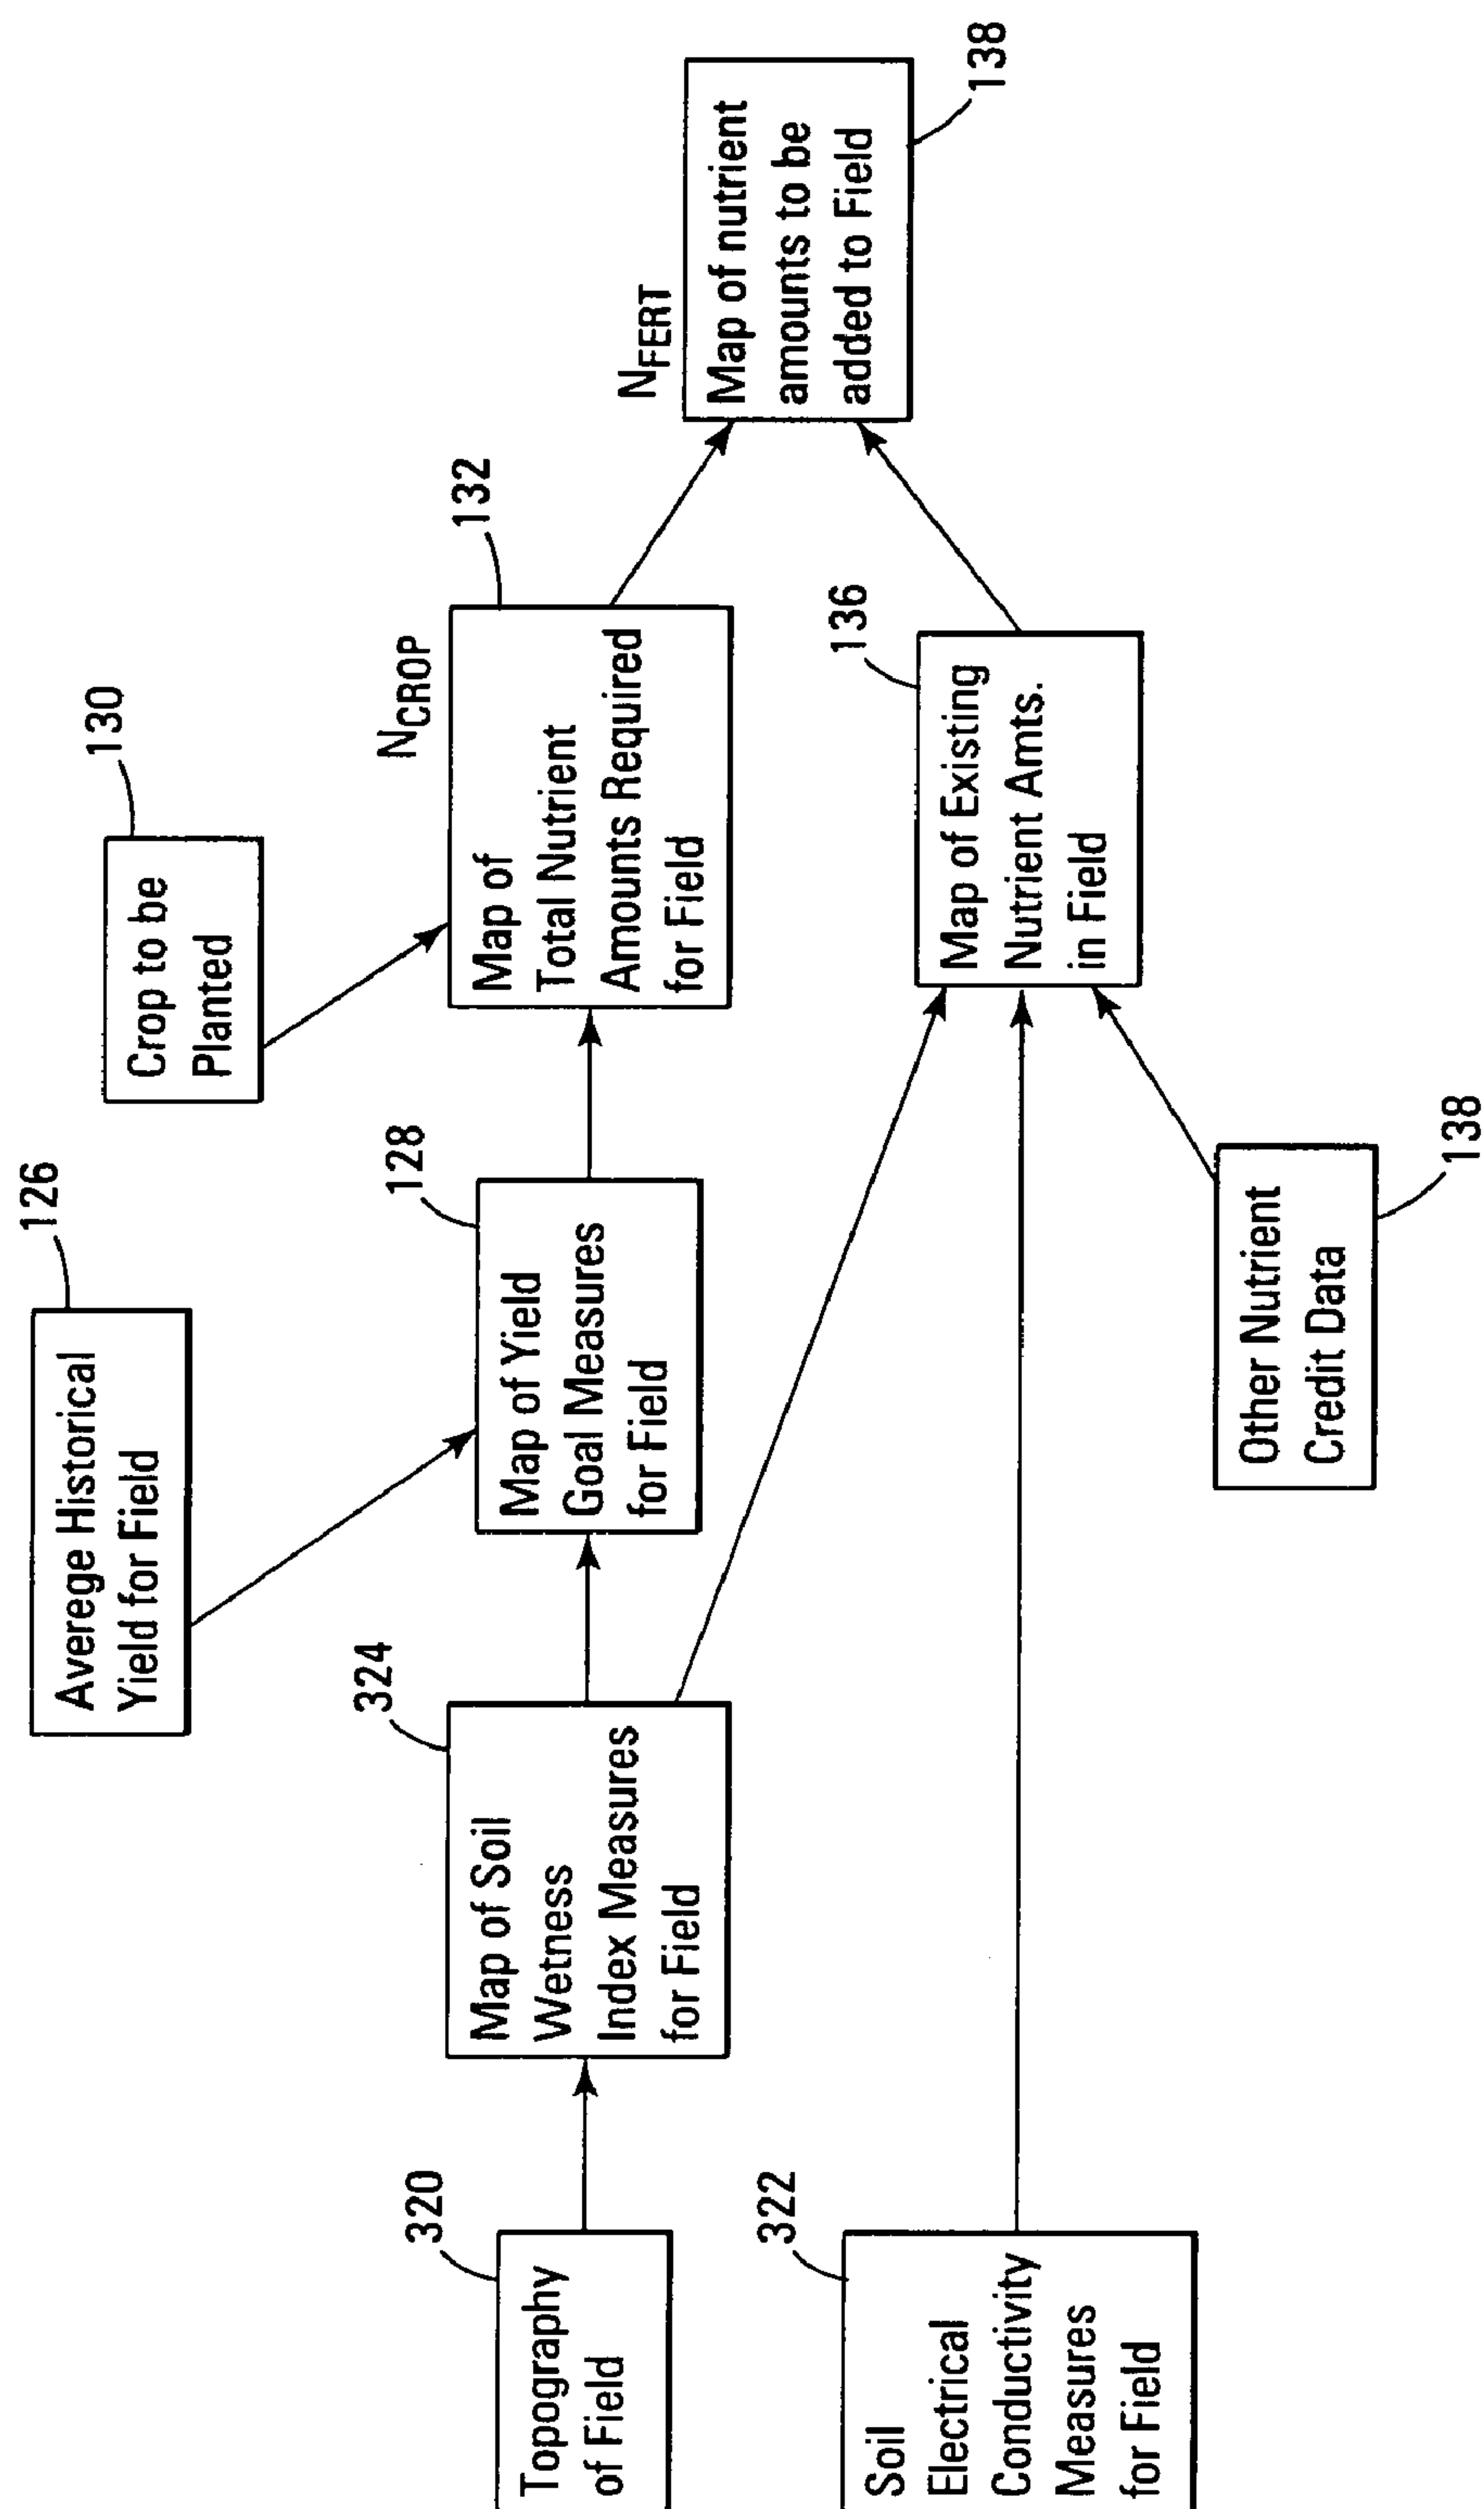 126
Averege Historical
Yield for Field
130
Crop to be
Planted
320
Topography
of Field
324
Map of Soil
Wetness
Index Measures
for Field
128
Map of Yield
Goal Measures
for Field
NCROP
132
Map of
Total Nutrient
Amounts Required
for Field
NFERT
Map of nutrient
amounts to be
added to Field
138
322
Soil
Electrical
Conductivity
Measures
for Field
136
Map of Existing
Nutrient Amts.
in Field
Other Nutrient
Credit Data
138